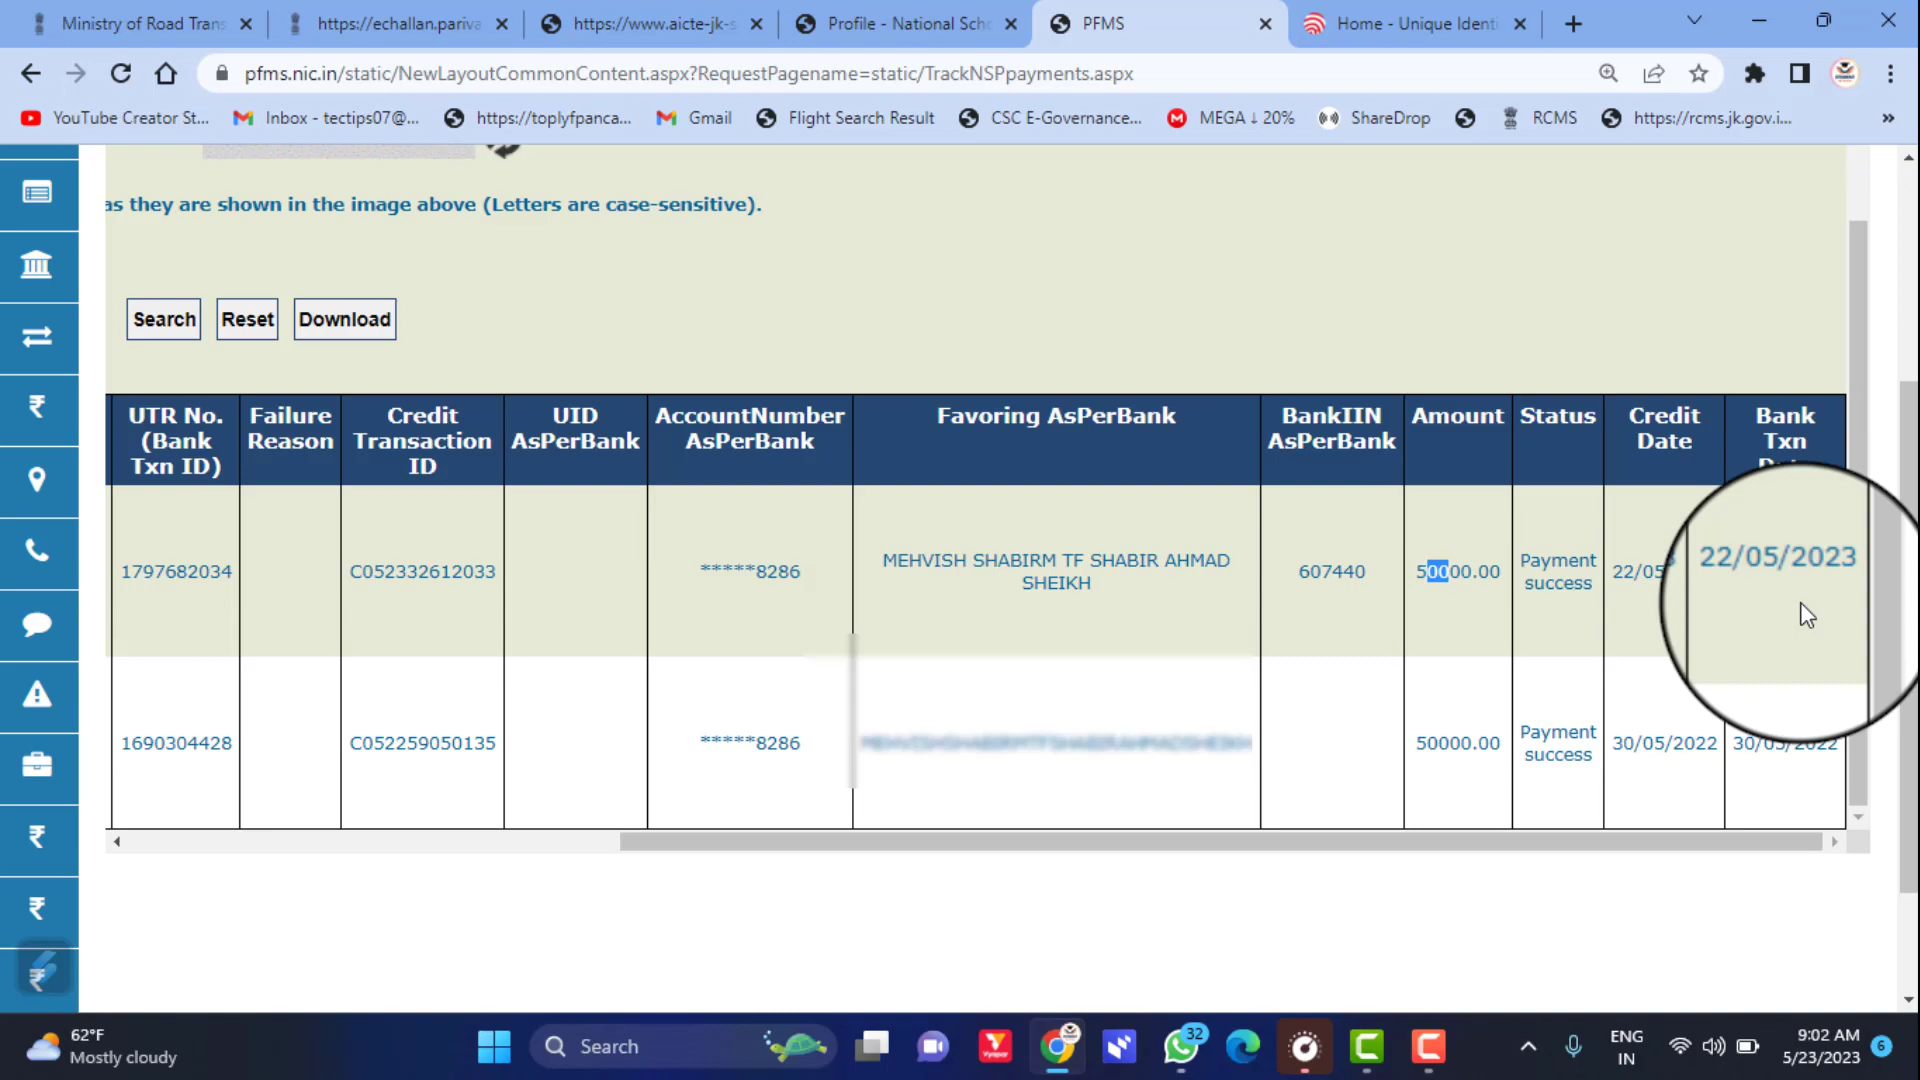 Ministry of Road Trans
https://echallan.pariva
https://www.aicte-jk-s
Profile - National Scho
PFMS
Home - Unique Identi
pfms.nic.in/static/NewLayoutCommonContent.aspx?RequestPagename=static/TrackNSPpayments.aspx
YouTube Creator St...
Inbox - tectips07@...
https://toplyfpanca...
Gmail
Flight Search Result
CSC E-Governance...
MEGA ↓ 20%
ShareDrop
RCMS
https://rcms.jk.gov.i...
»
as they are shown in the image above (Letters are case-sensitive).
Search
Reset
Download
UTR No. (Bank Txn ID)
Failure Reason
Credit Transaction ID
UID AsPerBank
AccountNumber AsPerBank
Favoring AsPerBank
BankIIN AsPerBank
Amount
Status
Credit Date
Bank Txn
1797682034
C052332612033
*****8286
MEHVISH SHABIRM TF SHABIR AHMAD
SHEIKH
607440
50000.00
Payment success
22/05
22/05/2023
1690304428
C052259050135
*****8286
50000.00
Payment success
30/05/2022
30/05/2022
62°F
Mostly cloudy
Search
Vyapar
32
ENG
IN
9:02 AM
5/23/2023
6